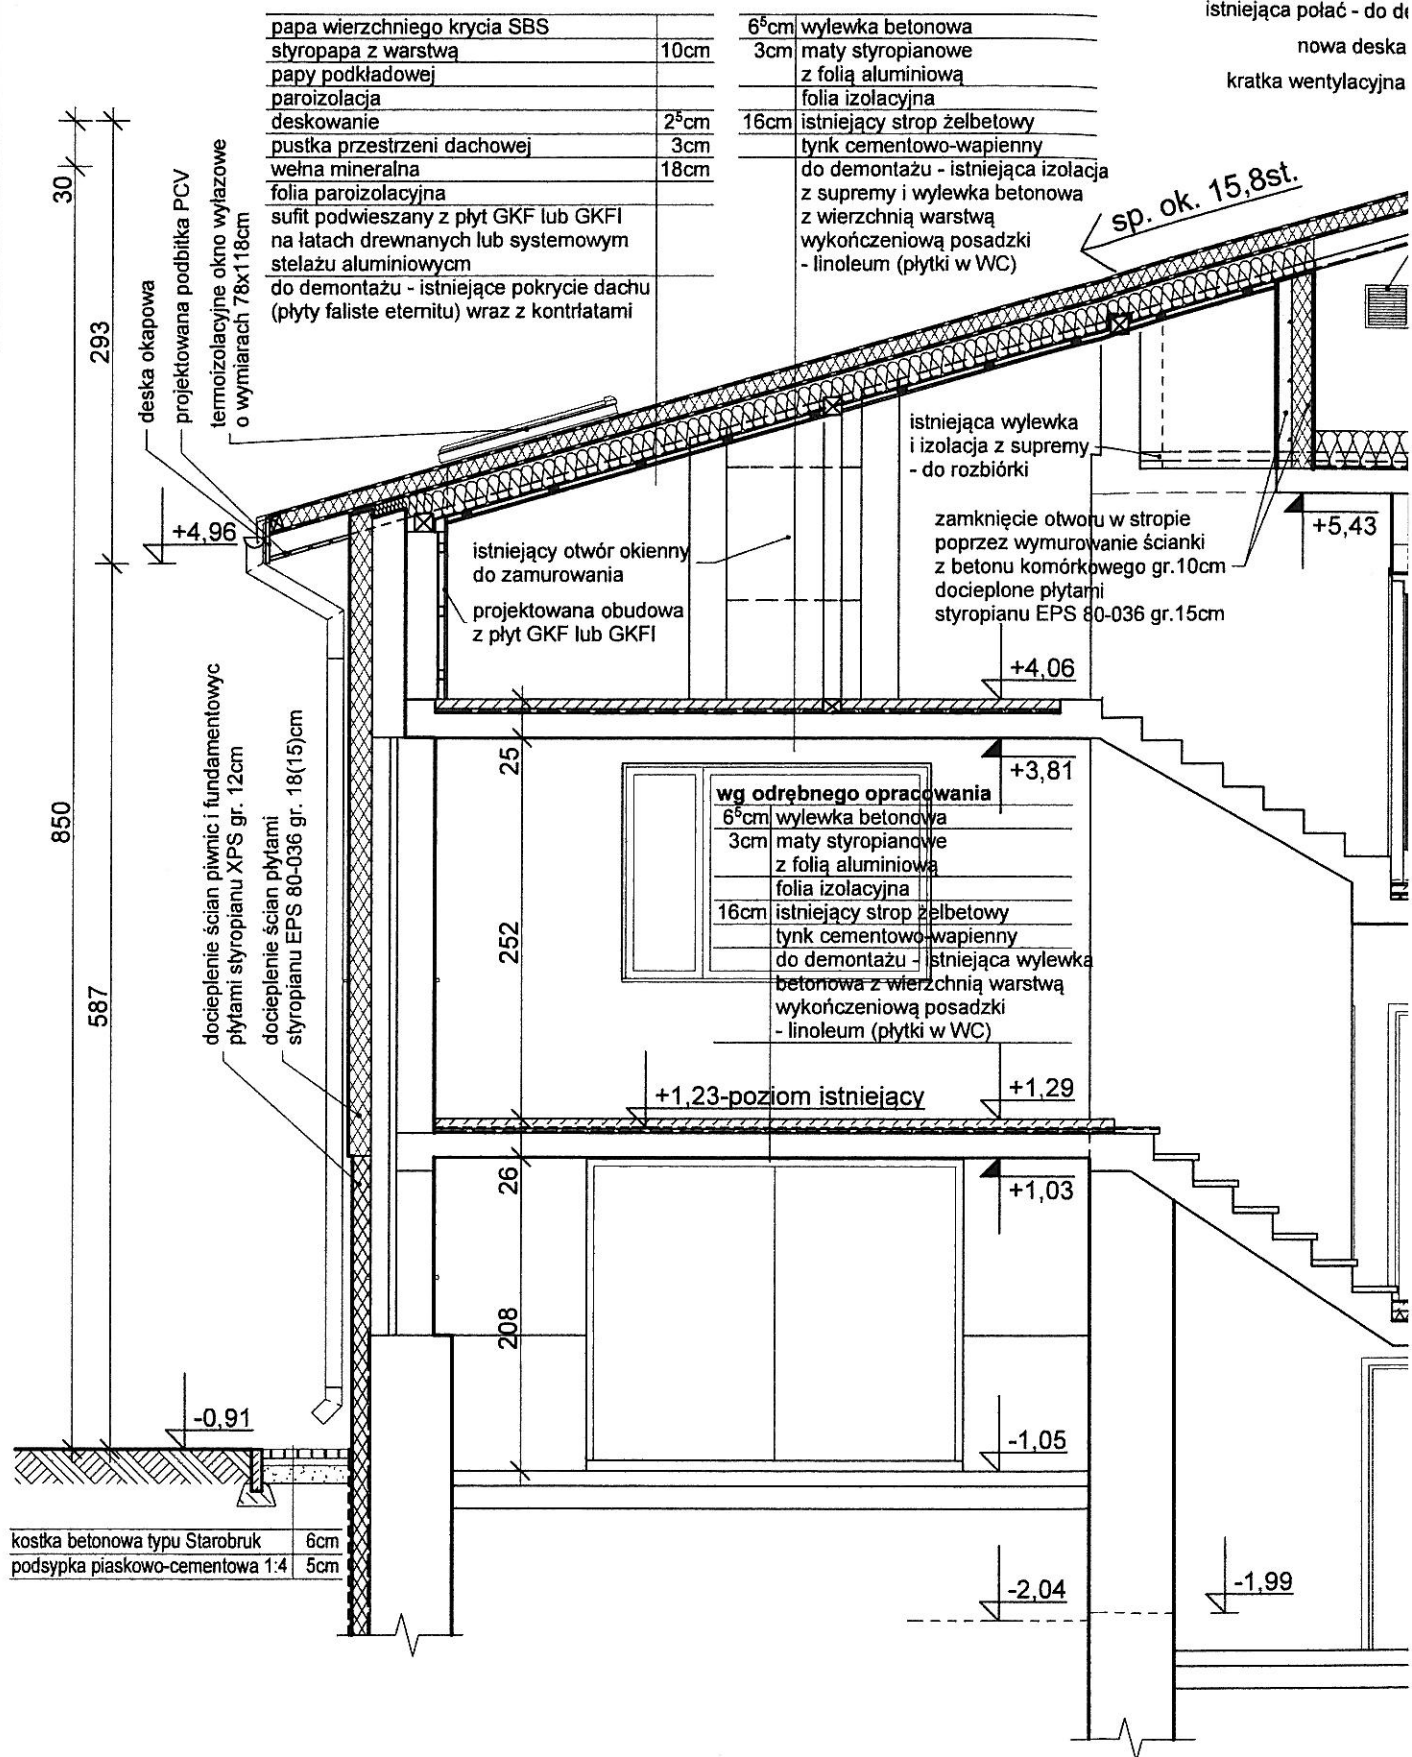 papa wierzchniego krycia SBS
styropapa z warstwą 10cm
papy podkładowej
paroizolacja
deskowanie 2⁵cm
pustka przestrzeni dachowej 3cm
wełna mineralna 18cm
folia paroizolacyjna
sufit podwieszany z płyt GKF lub GKFI
na łatach drewnianych lub systemowym
stelażu aluminiowycm
do demontażu - istniejące pokrycie dachu
(płyty faliste eternitu) wraz z kontrłatami
6⁵cm wylewka betonowa
3cm maty styropianowe
z folią aluminiową
folia izolacyjna
16cm istniejący strop żelbetowy
tynk cementowo-wapienny
do demontażu - istniejąca izolacja
z supremy i wylewka betonowa
z wierzchnią warstwą
wykończeniową posadzki
- linoleum (płytki w WC)
istniejąca połać - do de
nowa deska
kratka wentylacyjna
sp. ok. 15,8st.
30
293
850
587
deska okapowa
projektowana podbitka PCV
termoizolacyjne okno wyłazowe
o wymiarach 78x118cm
+4,96
istniejący otwór okienny
do zamurowania
projektowana obudowa
z płyt GKF lub GKFI
istniejąca wylewka
i izolacja z supremy
- do rozbiórki
zamknięcie otworu w stropie
poprzez wymurowanie ścianki
z betonu komórkowego gr.10cm
docieplone płytami
styropianu EPS 80-036 gr.15cm
+5,43
+4,06
+3,81
25
252
26
208
docieplenie ścian piwnic i fundamentowyc
płytami styropianu XPS gr. 12cm
docieplenie ścian płytami
styropianu EPS 80-036 gr. 18(15)cm
wg odrębnego opracowania
6⁵cm wylewka betonowa
3cm maty styropianowe
z folią aluminiową
folia izolacyjna
16cm istniejący strop żelbetowy
tynk cementowo-wapienny
do demontażu - istniejąca wylewka
betonowa z wierzchnią warstwą
wykończeniową posadzki
- linoleum (płytki w WC)
+1,23-poziom istniejący
+1,29
+1,03
-0,91
-1,05
kostka betonowa typu Starobruk 6cm
podsypka piaskowo-cementowa 1:4 5cm
-2,04
-1,99